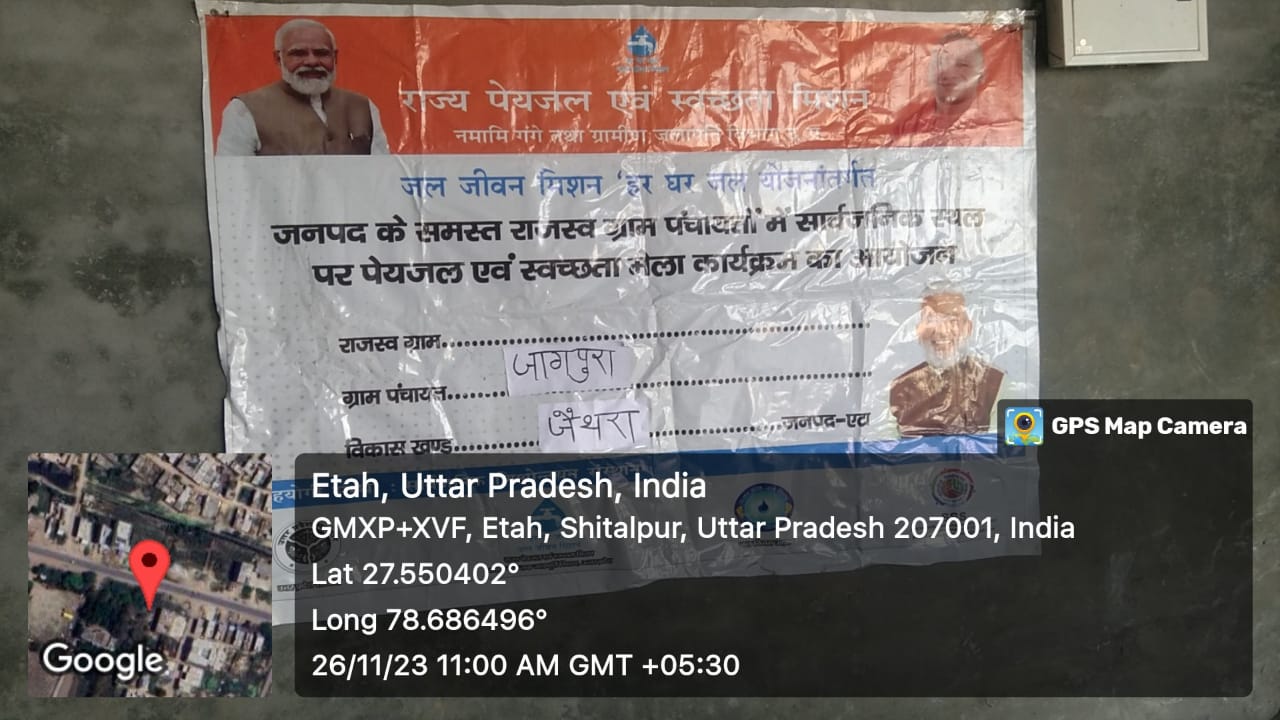 राज्य पेयजल एवं स्वच्छता मिशन
नमामि गंगे तथा ग्रामीण जलापूर्ति विभाग उ. प्र.
जल जीवन मिशन 'हर घर जल योजनांतर्गत
जनपद के समस्त राजस्व ग्राम पंचायतों में सार्वजनिक स्थल
पर पेयजल एवं स्वच्छता मेला कार्यक्रम का आयोजन
राजस्व ग्राम
ग्राम पंचायत जागपुरा
विकास खण्ड जैथरा जनपद-एटा
GPS Map Camera
Etah, Uttar Pradesh, India
GMXP+XVF, Etah, Shitalpur, Uttar Pradesh 207001, India
Lat 27.550402°
Long 78.686496°
26/11/23 11:00 AM GMT +05:30
Google